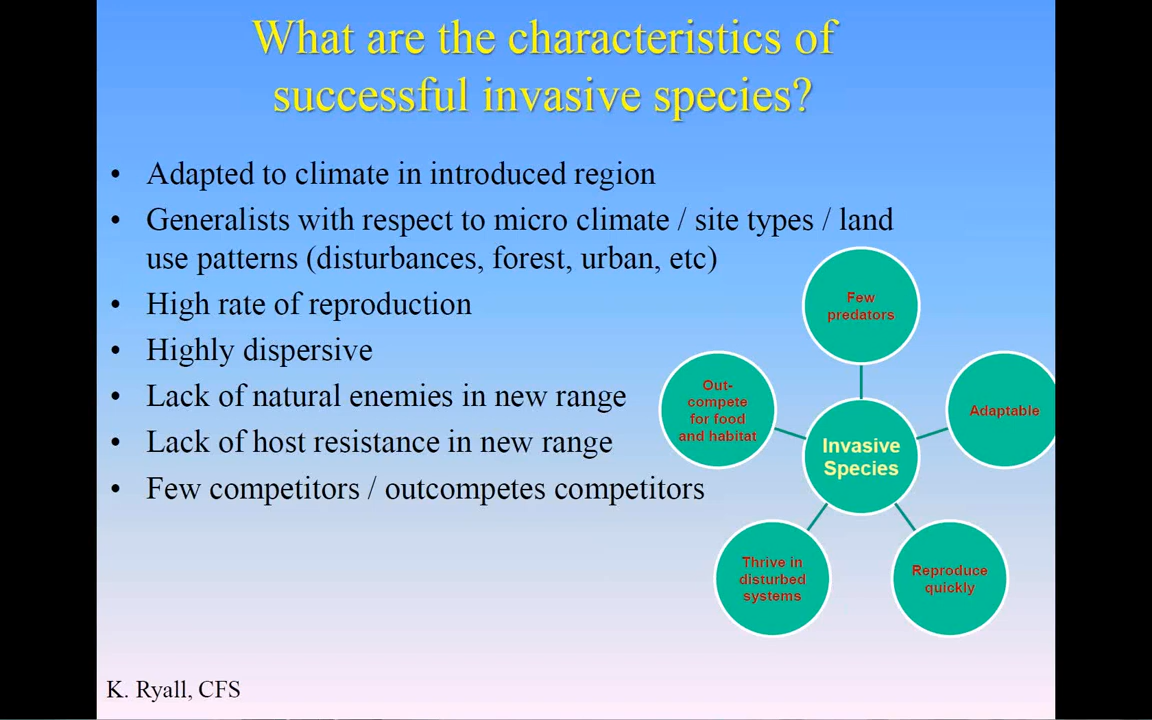 What are the characteristics of
successful invasive species?
• Adapted to climate in introduced region
• Generalists with respect to micro climate / site types / land
use patterns (disturbances, forest, urban, etc)
• High rate of reproduction
• Highly dispersive
• Lack of natural enemies in new range
• Lack of host resistance in new range
• Few competitors / outcompetes competitors
Few
predators
Out-
compete
for food
and habitat
Adaptable
Invasive
Species
Thrive in
disturbed
systems
Reproduce
quickly
K. Ryall, CFS